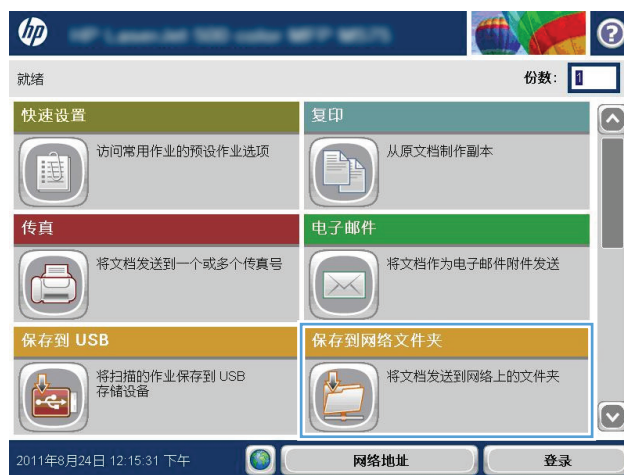 hp
就绪
份数: 1
快速设置
访问常用作业的预设作业选项
复印
从原文档制作副本
传真
将文档发送到一个或多个传真号
电子邮件
将文档作为电子邮件附件发送
保存到 USB
将扫描的作业保存到 USB
存储设备
保存到网络文件夹
将文档发送到网络上的文件夹
2011年8月24日 12:15:31 下午
网络地址
登录